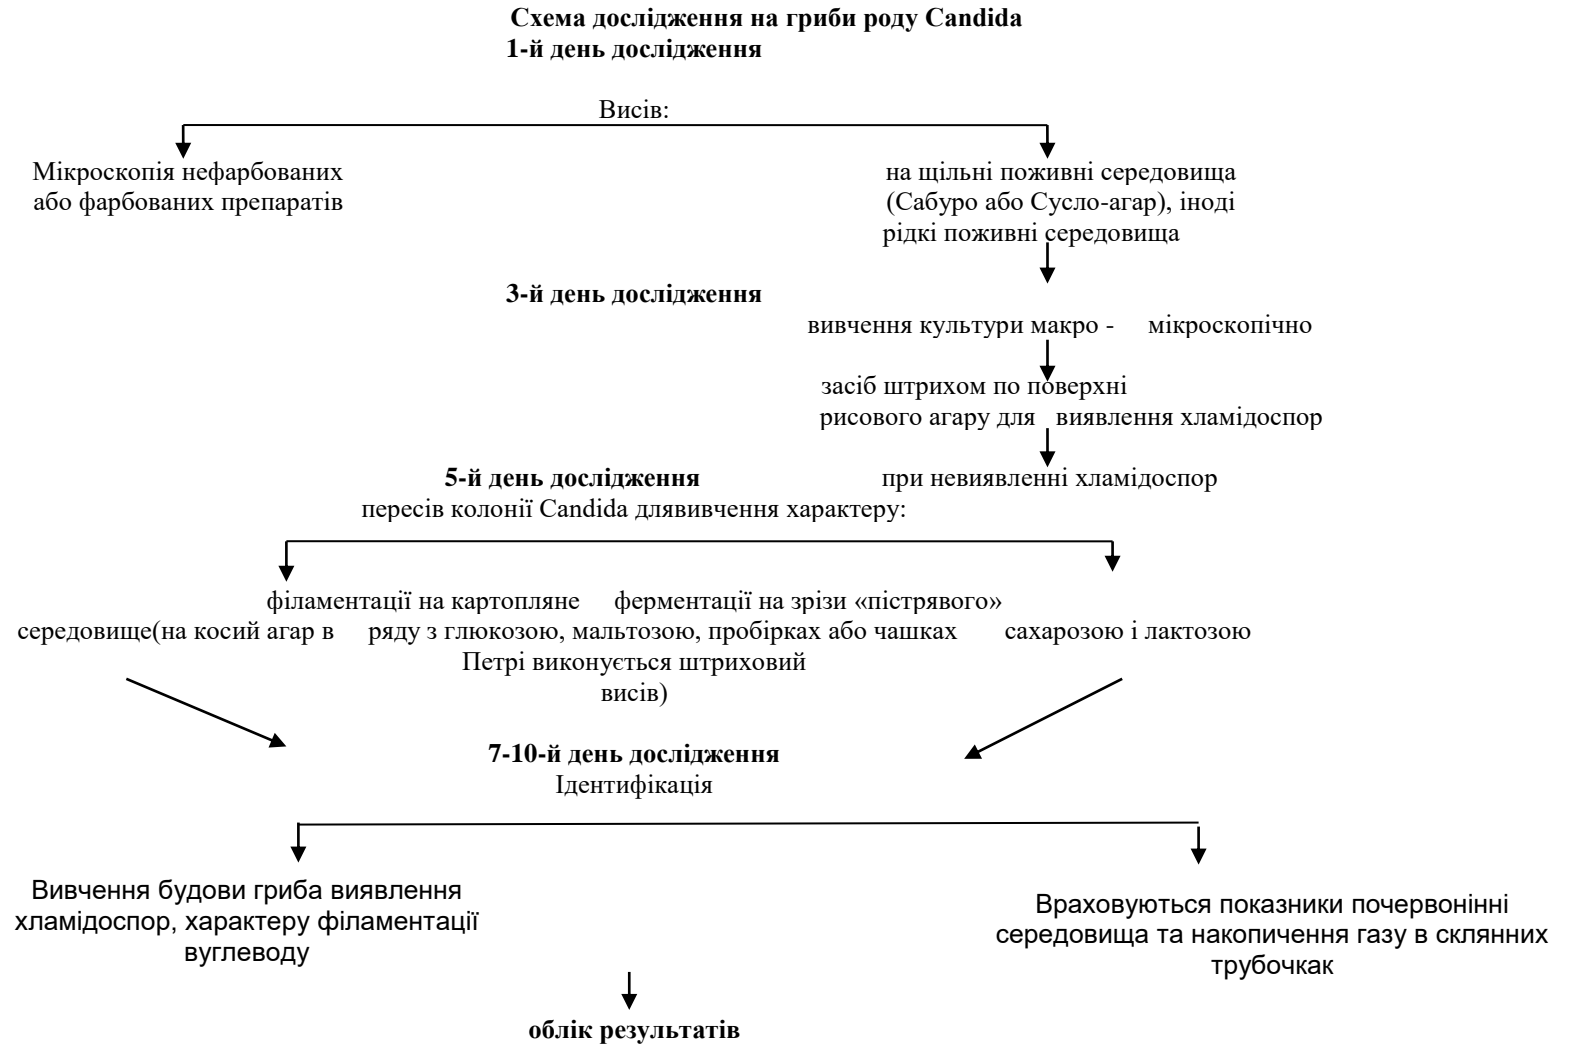 Схема дослідження на гриби роду Candida
1-й день дослідження
Висів:
Мікроскопія нефарбованих
або фарбованих препаратів
на щільні поживні середовища
(Сабуро або Сусло-агар), іноді
рідкі поживні середовища
3-й день дослідження
вивчення культури макро - мікроскопічно
засіб штрихом по поверхні
рисового агару для виявлення хламідоспор
5-й день дослідження при невиявленні хламідоспор
пересів колонії Candida длявивчення характеру:
філаментації на картопляне ферментації на зрізи «пістрявого»
середовище(на косий агар в ряду з глюкозою, мальтозою, пробірках або чашках сахарозою і лактозою
Петрі виконується штриховий
висів)
7-10-й день дослідження
Ідентифікація
Вивчення будови гриба виявлення
хламідоспор, характеру філаментації
вуглеводу
Враховуються показники почервонінні
середовища та накопичення газу в склянних
трубочкак
облік результатів